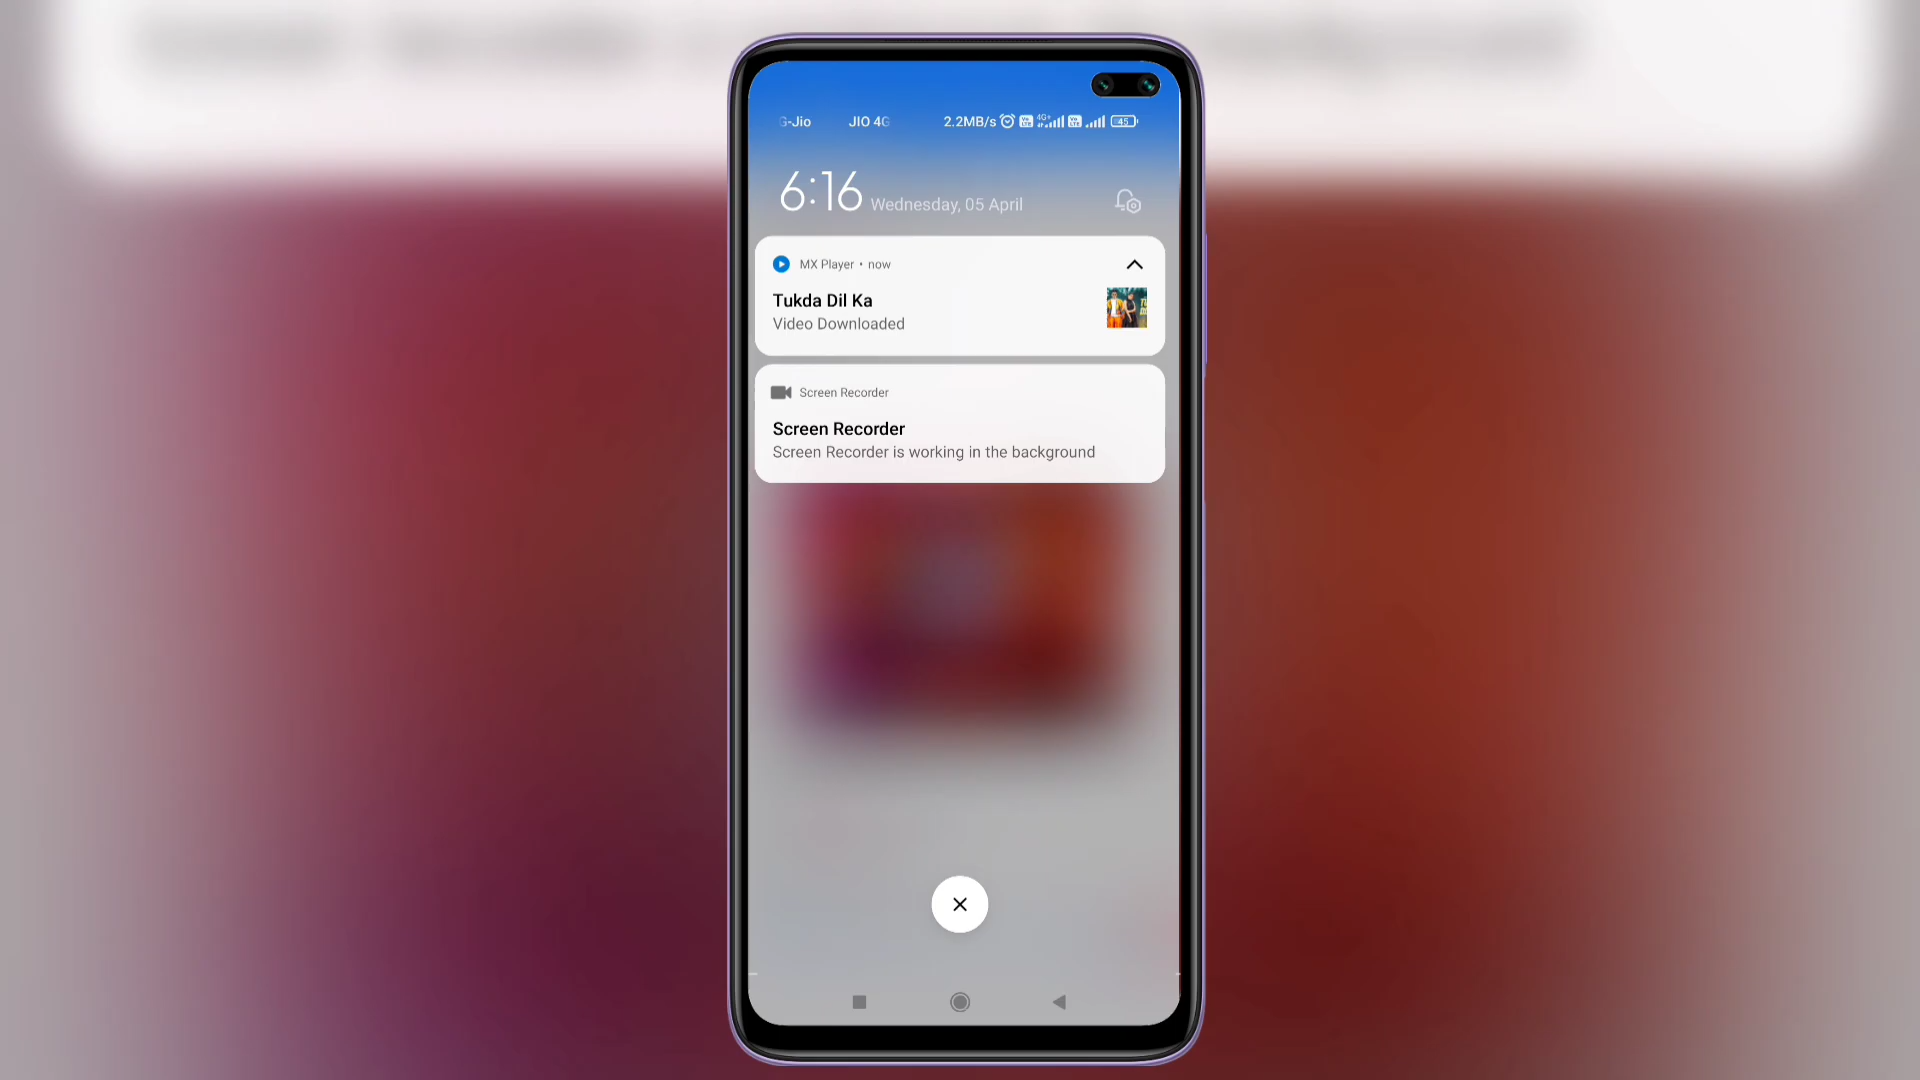 G-Jio JIO 4G 2.2MB/s 4G+ 45
6:16 Wednesday, 05 April
MX Player • now
Tukda Dil Ka
Video Downloaded
Screen Recorder
Screen Recorder
Screen Recorder is working in the background